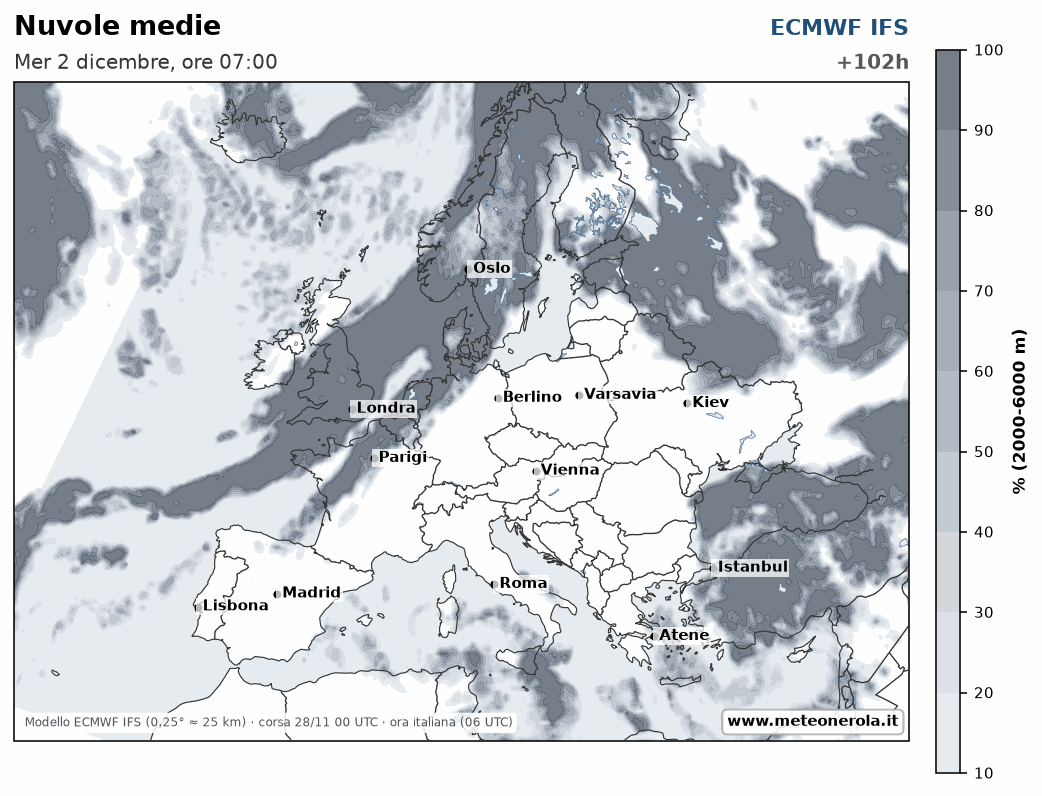 Nuvole medie
ECMWF IFS
Mer 2 dicembre, ore 07:00
+102h
100
90
80
70
60
50
40
30
20
10
% (2000-6000 m)
Oslo
Londra
Berlino
Varsavia
Kiev
Parigi
Vienna
Istanbul
Roma
Madrid
Lisbona
Atene
Modello ECMWF IFS (0,25° ≈ 25 km) · corsa 28/11 00 UTC · ora italiana (06 UTC)
www.meteonerola.it